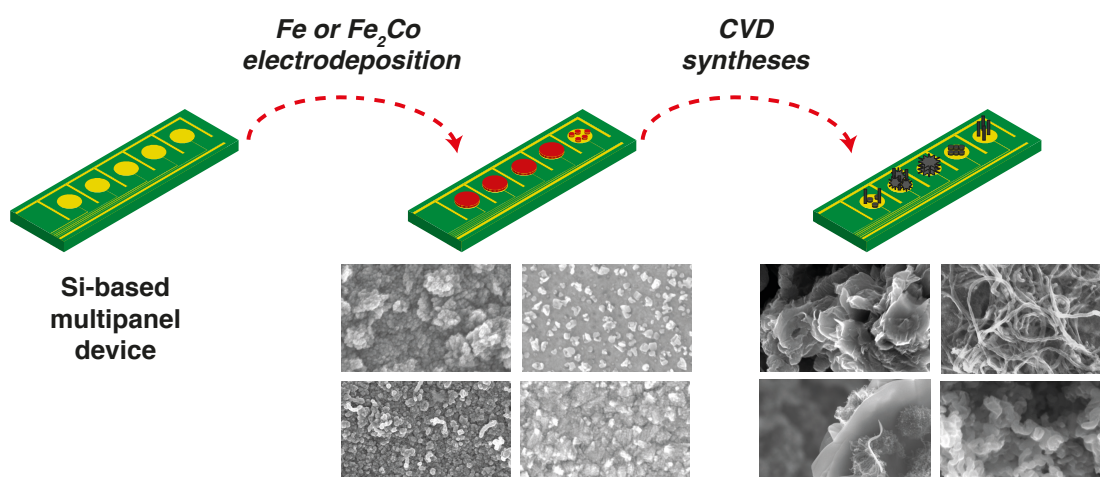 Fe or Fe₂Co
electrodeposition
CVD
syntheses
Si-based
multipanel
device